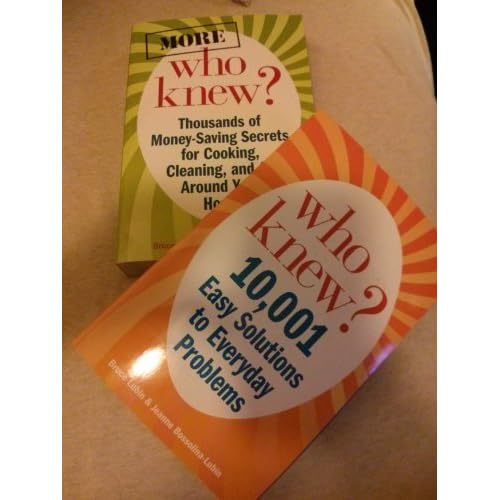 MORE
who
knew?
Thousands of
Money-Saving Secrets
for Cooking,
Cleaning, and
Around
Bruce
who
knew?
10,001
Easy Solutions
to Everyday
Problems
Bruce Lubin & Jeanne Bossolina-Lubin